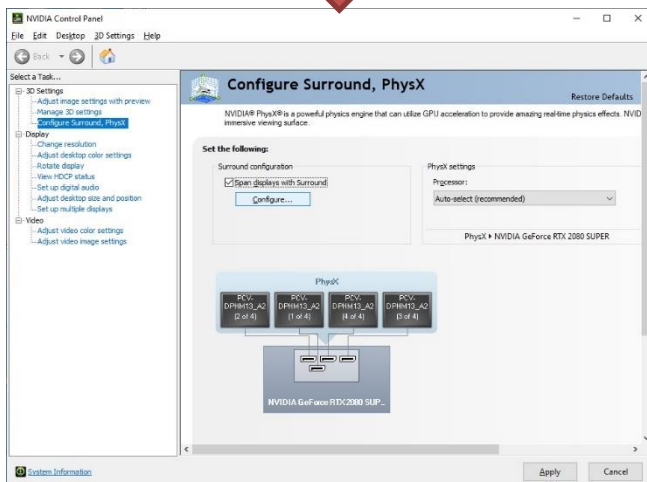 NVIDIA Control Panel
File Edit Desktop 3D Settings Help
Back
Select a Task...
3D Settings
Adjust image settings with preview
Manage 3D settings
Configure Surround, PhysX
Display
Change resolution
Adjust desktop color settings
Rotate display
View HDCP status
Set up digital audio
Adjust desktop size and position
Set up multiple displays
Video
Adjust video color settings
Adjust video image settings
Configure Surround, PhysX
Restore Defaults
NVIDIA® PhysX® is a powerful physics engine that can utilize GPU acceleration to provide amazing real-time physics effects. NVID
immersive viewing surface.
Set the following:
Surround configuration
Span displays with Surround
Configure...
PhysX settings
Processor:
Auto-select (recommended)
PhysX NVIDIA GeForce RTX 2080 SUPER
PhysX
PCV- PCV- PCV- PCV-
DPHM13_A2 DPHM13_A2 DPHM13_A2 DPHM13_A2
(2 of 4) (1 of 4) (4 of 4) (3 of 4)
NVIDIA GeForce RTX 2080 SUP...
System Information
Apply Cancel